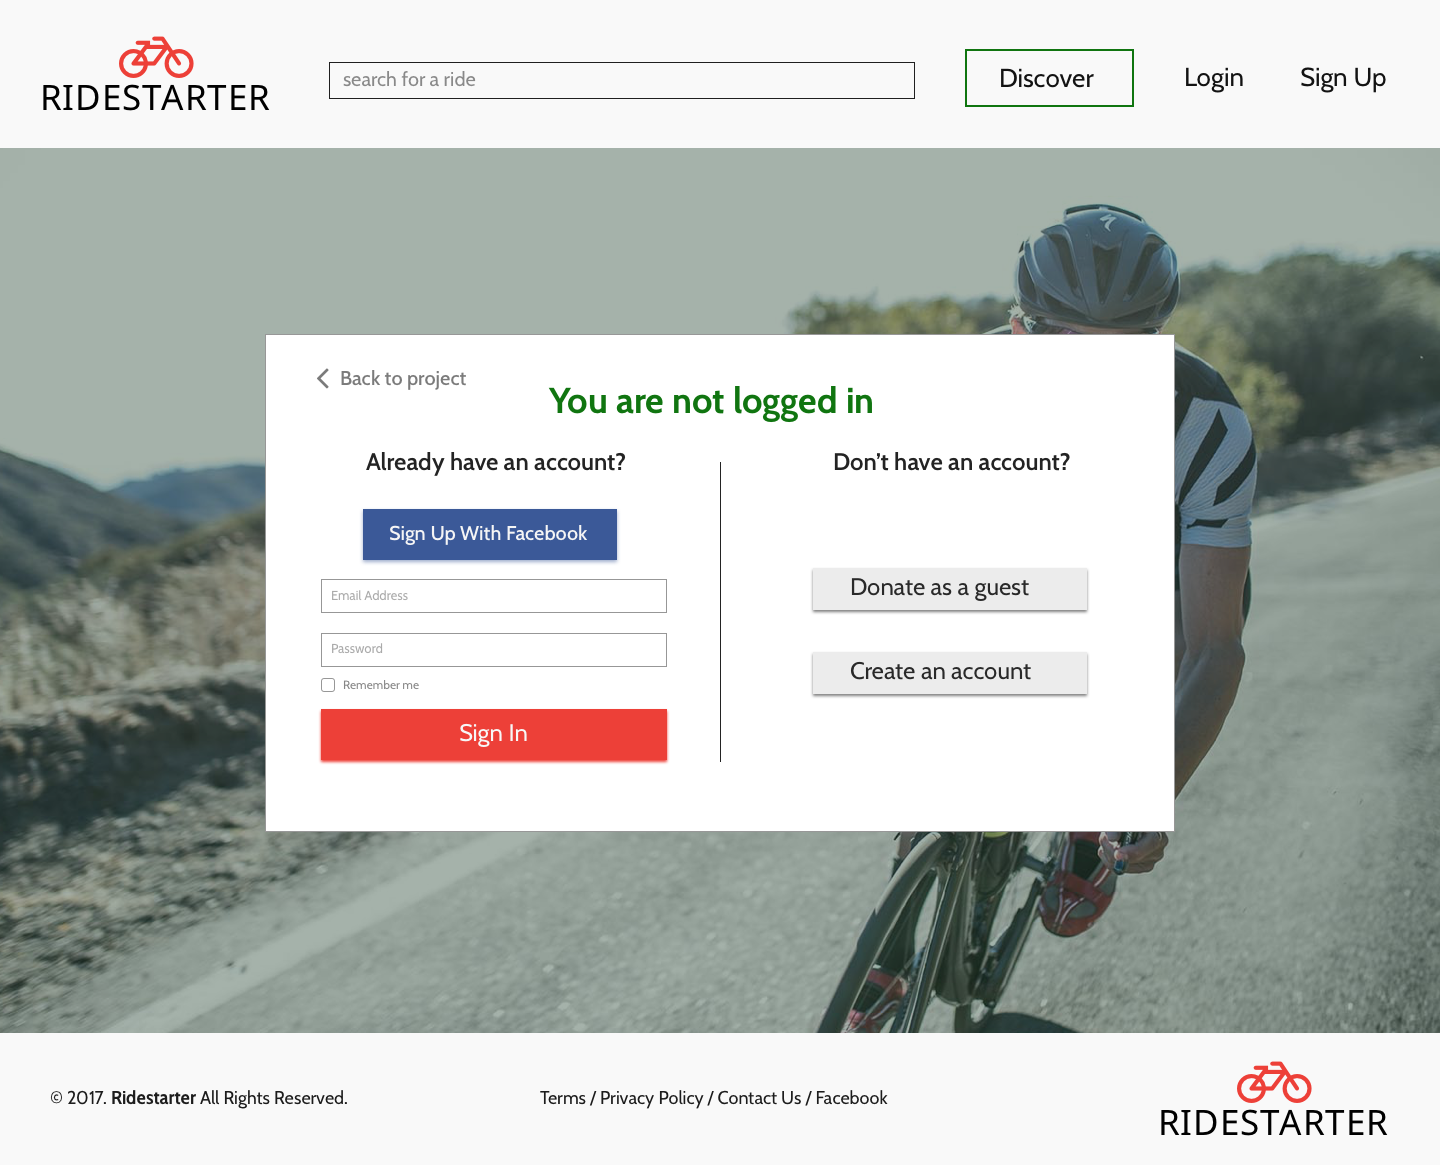 RIDESTARTER
search for a ride
Discover
Login
Sign Up
Back to project
You are not logged in
Already have an account?
Sign Up With Facebook
Email Address
Password
Remember me
Sign In
Don’t have an account?
Donate as a guest
Create an account
© 2017. Ridestarter All Rights Reserved.
Terms / Privacy Policy / Contact Us / Facebook
RIDESTARTER